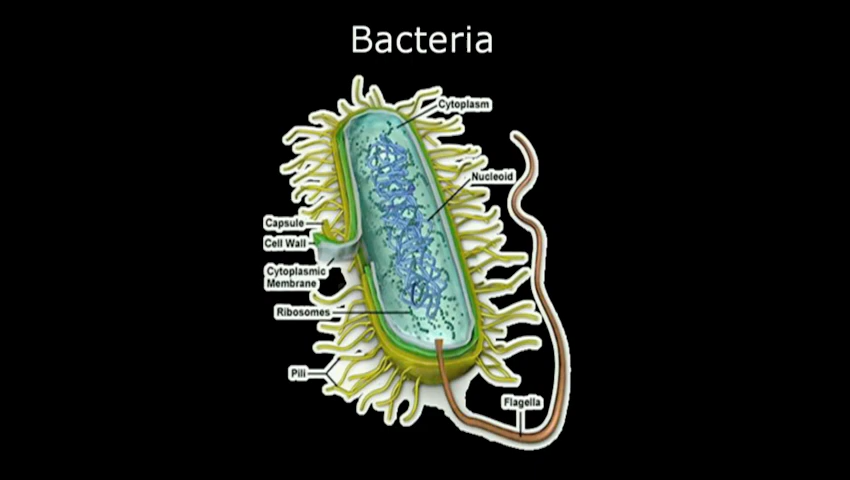 Bacteria
Cytoplasm
Nucleoid
Capsule
Cell Wall
Cytoplasmic
Membrane
Ribosomes
Pili
Flagella